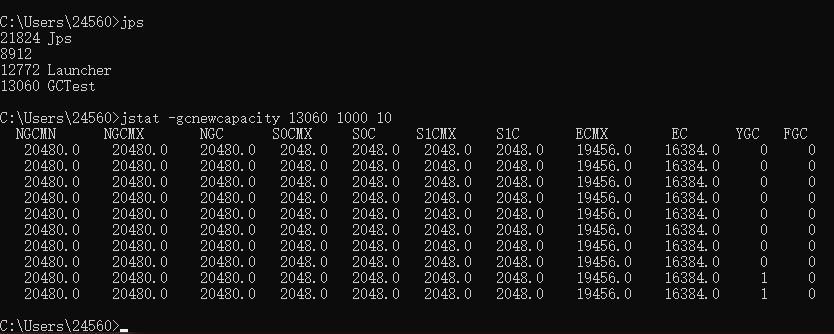 C:\Users\24560>jps
21824 Jps
8912
12772 Launcher
13060 GCTest
C:\Users\24560>jstat -gcnewcapacity 13060 1000 10
NGCMN NGCMX NGC S0CMX S0C S1CMX S1C ECMX EC YGC FGC
20480.0 20480.0 20480.0 2048.0 2048.0 2048.0 2048.0 19456.0 16384.0 0 0
20480.0 20480.0 20480.0 2048.0 2048.0 2048.0 2048.0 19456.0 16384.0 0 0
20480.0 20480.0 20480.0 2048.0 2048.0 2048.0 2048.0 19456.0 16384.0 0 0
20480.0 20480.0 20480.0 2048.0 2048.0 2048.0 2048.0 19456.0 16384.0 0 0
20480.0 20480.0 20480.0 2048.0 2048.0 2048.0 2048.0 19456.0 16384.0 0 0
20480.0 20480.0 20480.0 2048.0 2048.0 2048.0 2048.0 19456.0 16384.0 0 0
20480.0 20480.0 20480.0 2048.0 2048.0 2048.0 2048.0 19456.0 16384.0 0 0
20480.0 20480.0 20480.0 2048.0 2048.0 2048.0 2048.0 19456.0 16384.0 0 0
20480.0 20480.0 20480.0 2048.0 2048.0 2048.0 2048.0 19456.0 16384.0 1 0
20480.0 20480.0 20480.0 2048.0 2048.0 2048.0 2048.0 19456.0 16384.0 1 0
C:\Users\24560>